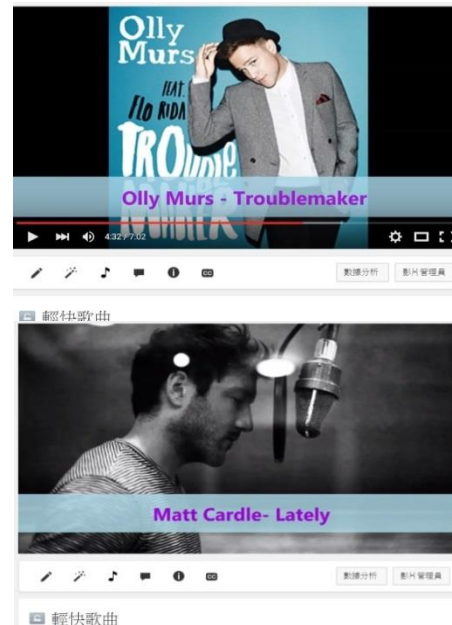 Olly
Murs
FEAT.
FLO RIDA
TROUBLE
MAKER
Olly Murs - Troublemaker
4:32 / 7:02
數據分析 影片管理員
輕快歌曲
Matt Cardle- Lately
數據分析 影片管理員
輕快歌曲